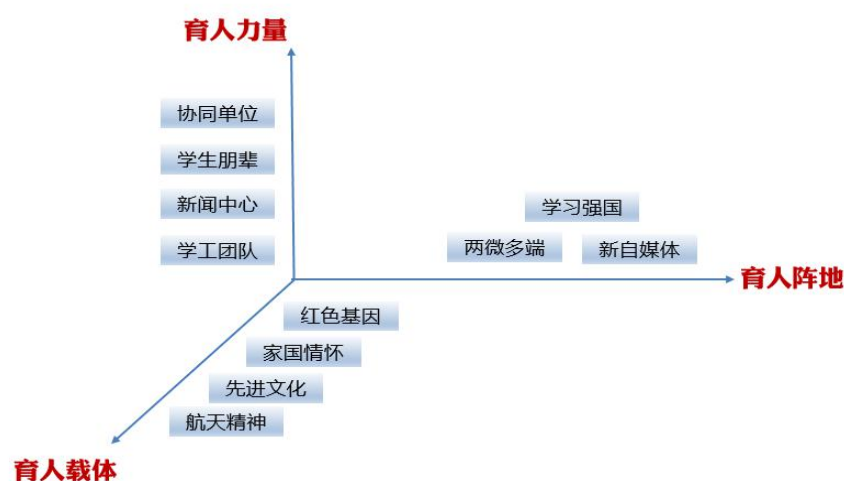 育人力量
协同单位
学生朋辈
新闻中心
学工团队
学习强国
两微多端
新自媒体
育人阵地
红色基因
家国情怀
先进文化
航天精神
育人载体